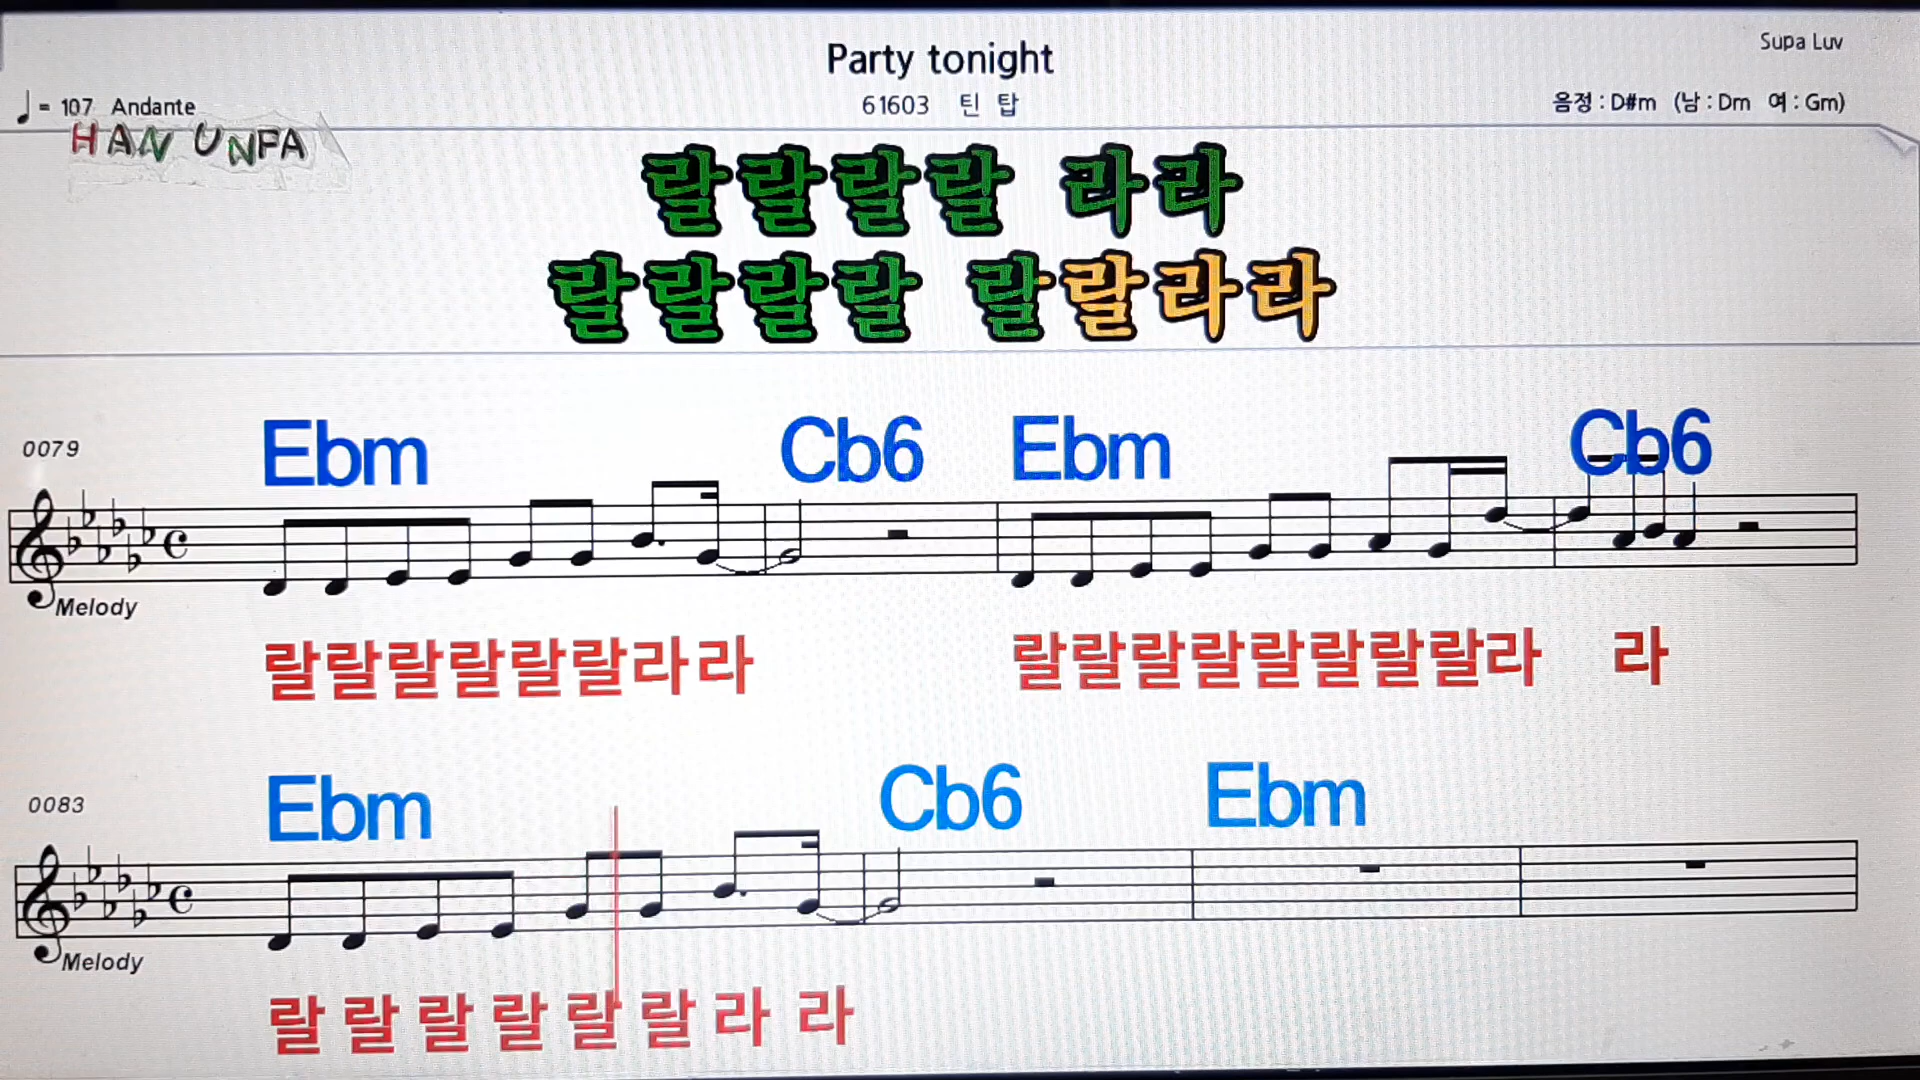 Party tonight
Supa Luv
♩= 107 Andante
61603 틴 탑
음정 : D#m (남 : Dm 여 : Gm)
HAN UNFA
랄랄랄랄 라라
랄랄랄랄 랄랄라라
Ebm Cb6 Ebm Cb6
0079
Melody
랄랄랄랄랄랄라라 랄랄랄랄랄랄랄랄라 라
Ebm Cb6 Ebm
0083
Melody
랄 랄 랄 랄 랄 랄 라 라